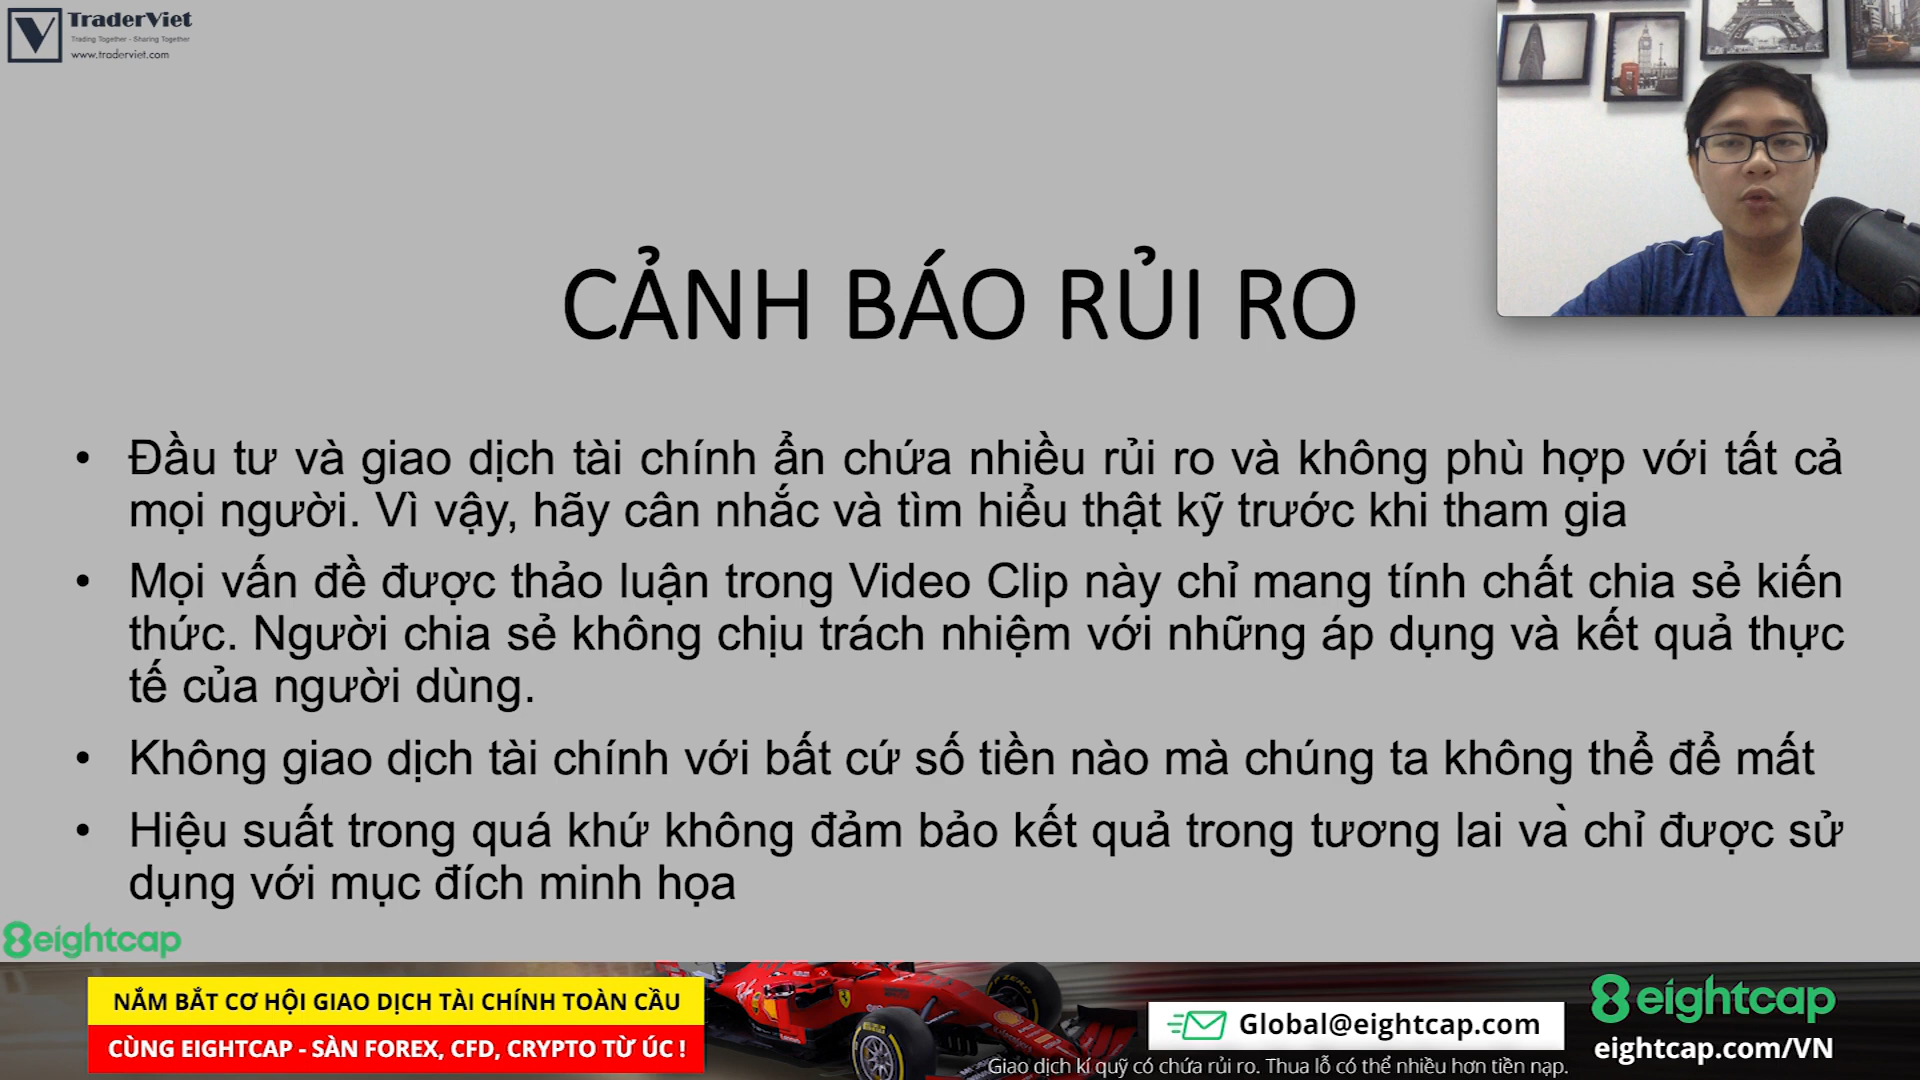 TraderViet
Trading Together - Sharing Together
www.traderviet.com
CẢNH BÁO RỦI RO
• Đầu tư và giao dịch tài chính ẩn chứa nhiều rủi ro và không phù hợp với tất cả
mọi người. Vì vậy, hãy cân nhắc và tìm hiểu thật kỹ trước khi tham gia
• Mọi vấn đề được thảo luận trong Video Clip này chỉ mang tính chất chia sẻ kiến
thức. Người chia sẻ không chịu trách nhiệm với những áp dụng và kết quả thực
tế của người dùng.
• Không giao dịch tài chính với bất cứ số tiền nào mà chúng ta không thể để mất
• Hiệu suất trong quá khứ không đảm bảo kết quả trong tương lai và chỉ được sử
dụng với mục đích minh họa
8eightcap
NẮM BẮT CƠ HỘI GIAO DỊCH TÀI CHÍNH TOÀN CẦU
CÙNG EIGHTCAP - SÀN FOREX, CFD, CRYPTO TỪ ÚC !
Global@eightcap.com
Giao dịch kí quỹ có chứa rủi ro. Thua lỗ có thể nhiều hơn tiền nạp.
8eightcap
eightcap.com/VN